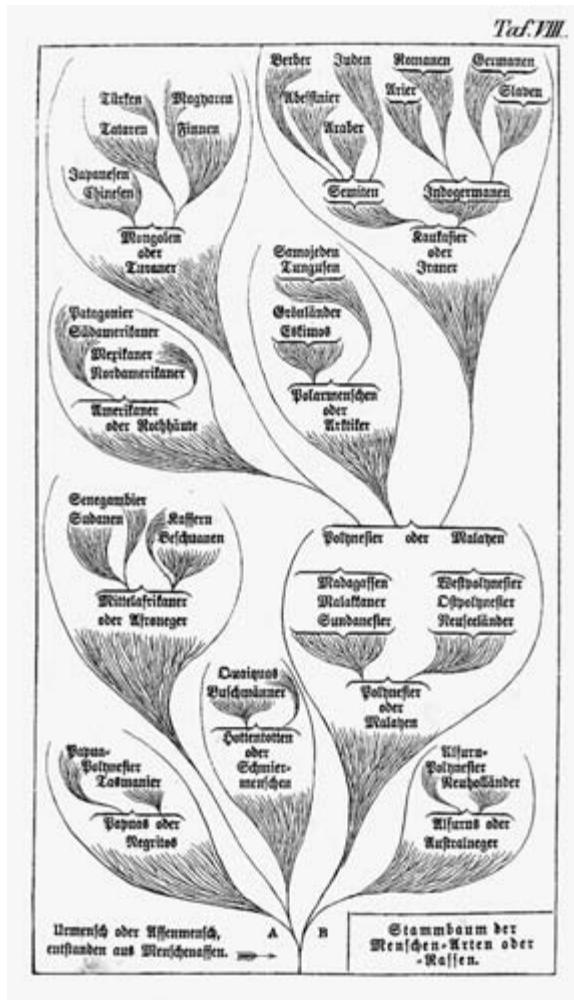 Taf. VIII.
Berber
Juden
Romanen
Germanen
Abessinier
Arier
Slaven
Araber
Semiten
Indogermanen
Kaukasier
oder
Iraner
Türken
Magyaren
Tataren
Finnen
Japanesen
Chinesen
Mongolen
oder
Turaner
Samojeden
Tungusen
Grönländer
Eskimos
Polarmenschen
oder
Arktiker
Patagonier
Südamerikaner
Mexikaner
Nordamerikaner
Amerikaner
oder Rothhäute
Polynesier oder Malayen
Senegambier
Sudanen
Kaffern
Beschuanen
Mittelafrikaner
oder Afroneger
Madagassen
Malakkaner
Sundanesier
Westpolynesier
Ostpolynesier
Neuseeländer
Polynesier
oder
Malayen
Quaiquas
Buschmänner
Hottentotten
oder
Schmier-
menschen
Papua-
Polynesier
Tasmanier
Papuas oder
Negritos
Alfuru-
Polynesier
Neuholländer
Alfurus oder
Australneger
Urmensch oder Affenmensch,
entstanden aus Menschenaffen.
A B
Stammbaum der
Menschen-Arten oder
-Rassen.